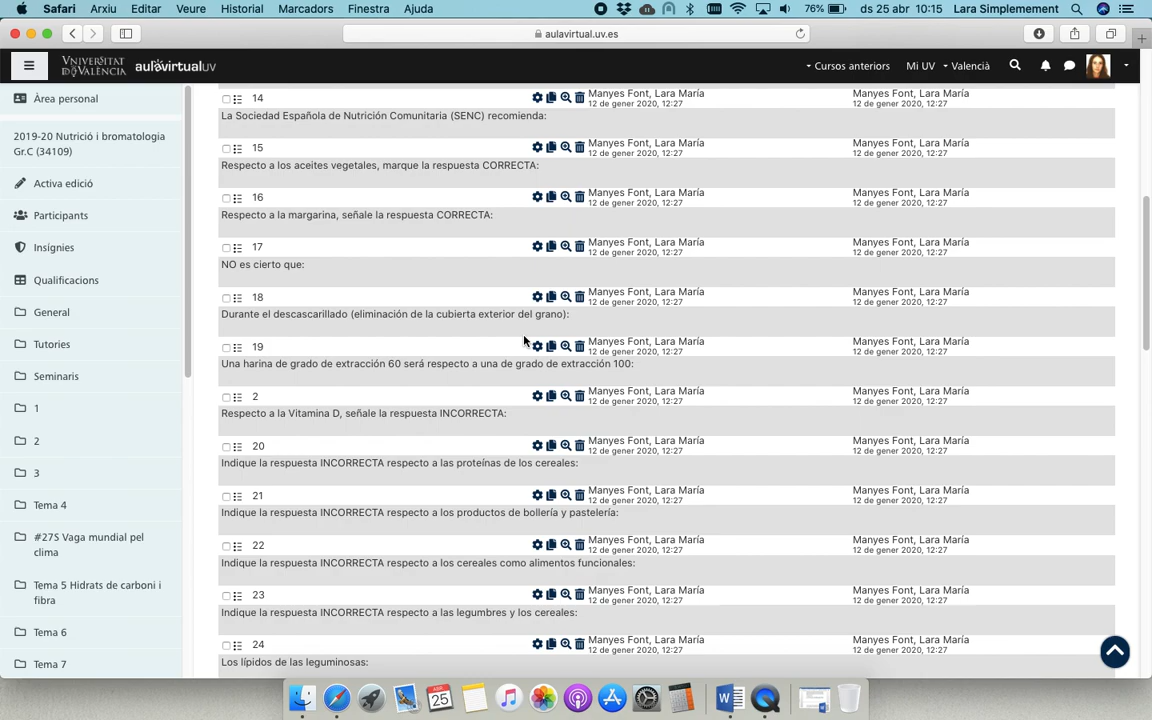 Safari Arxiu Editar Veure Historial Marcadors Finestra Ajuda 76% ds 25 abr 10:15 Lara Simplemement
aulavirtual.uv.es
VNIVERSITAT D VALÈNCIA aulavirtualuv Cursos anteriors Mi UV Valencià
Àrea personal
2019-20 Nutrició i bromatologia
Gr.C (34109)
Activa edició
Participants
Insígnies
Qualificacions
General
Tutories
Seminaris
1
2
3
Tema 4
#27S Vaga mundial pel
clima
Tema 5 Hidrats de carboni i
fibra
Tema 6
Tema 7
14 Manyes Font, Lara María Manyes Font, Lara María
12 de gener 2020, 12:27 12 de gener 2020, 12:27
La Sociedad Española de Nutrición Comunitaria (SENC) recomienda:
15 Manyes Font, Lara María Manyes Font, Lara María
12 de gener 2020, 12:27 12 de gener 2020, 12:27
Respecto a los aceites vegetales, marque la respuesta CORRECTA:
16 Manyes Font, Lara María Manyes Font, Lara María
12 de gener 2020, 12:27 12 de gener 2020, 12:27
Respecto a la margarina, señale la respuesta CORRECTA:
17 Manyes Font, Lara María Manyes Font, Lara María
12 de gener 2020, 12:27 12 de gener 2020, 12:27
NO es cierto que:
18 Manyes Font, Lara María Manyes Font, Lara María
12 de gener 2020, 12:27 12 de gener 2020, 12:27
Durante el descascarillado (eliminación de la cubierta exterior del grano):
19 Manyes Font, Lara María Manyes Font, Lara María
12 de gener 2020, 12:27 12 de gener 2020, 12:27
Una harina de grado de extracción 60 será respecto a una de grado de extracción 100:
2 Manyes Font, Lara María Manyes Font, Lara María
12 de gener 2020, 12:27 12 de gener 2020, 12:27
Respecto a la Vitamina D, señale la respuesta INCORRECTA:
20 Manyes Font, Lara María Manyes Font, Lara María
12 de gener 2020, 12:27 12 de gener 2020, 12:27
Indique la respuesta INCORRECTA respecto a las proteínas de los cereales:
21 Manyes Font, Lara María Manyes Font, Lara María
12 de gener 2020, 12:27 12 de gener 2020, 12:27
Indique la respuesta INCORRECTA respecto a los productos de bollería y pastelería:
22 Manyes Font, Lara María Manyes Font, Lara María
12 de gener 2020, 12:27 12 de gener 2020, 12:27
Indique la respuesta INCORRECTA respecto a los cereales como alimentos funcionales:
23 Manyes Font, Lara María Manyes Font, Lara María
12 de gener 2020, 12:27 12 de gener 2020, 12:27
Indique la respuesta INCORRECTA respecto a las legumbres y los cereales:
24 Manyes Font, Lara María Manyes Font, Lara María
12 de gener 2020, 12:27 12 de gener 2020, 12:27
Los lípidos de las leguminosas:
ABR
25